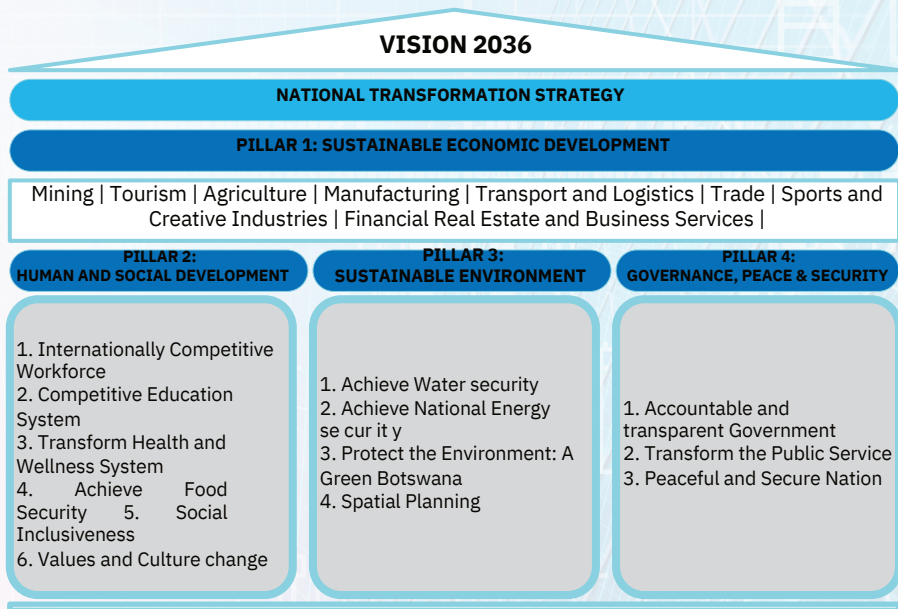 VISION 2036
NATIONAL TRANSFORMATION STRATEGY
PILLAR 1: SUSTAINABLE ECONOMIC DEVELOPMENT
Mining | Tourism | Agriculture | Manufacturing | Transport and Logistics | Trade | Sports and
Creative Industries | Financial Real Estate and Business Services |
PILLAR 2:
HUMAN AND SOCIAL DEVELOPMENT
1. Internationally Competitive
Workforce
2. Competitive Education
System
3. Transform Health and
Wellness System
4. Achieve Food
Security 5. Social
Inclusiveness
6. Values and Culture change
PILLAR 3:
SUSTAINABLE ENVIRONMENT
1. Achieve Water security
2. Achieve National Energy
se cur it y
3. Protect the Environment: A
Green Botswana
4. Spatial Planning
PILLAR 4:
GOVERNANCE, PEACE & SECURITY
1. Accountable and
transparent Government
2. Transform the Public Service
3. Peaceful and Secure Nation